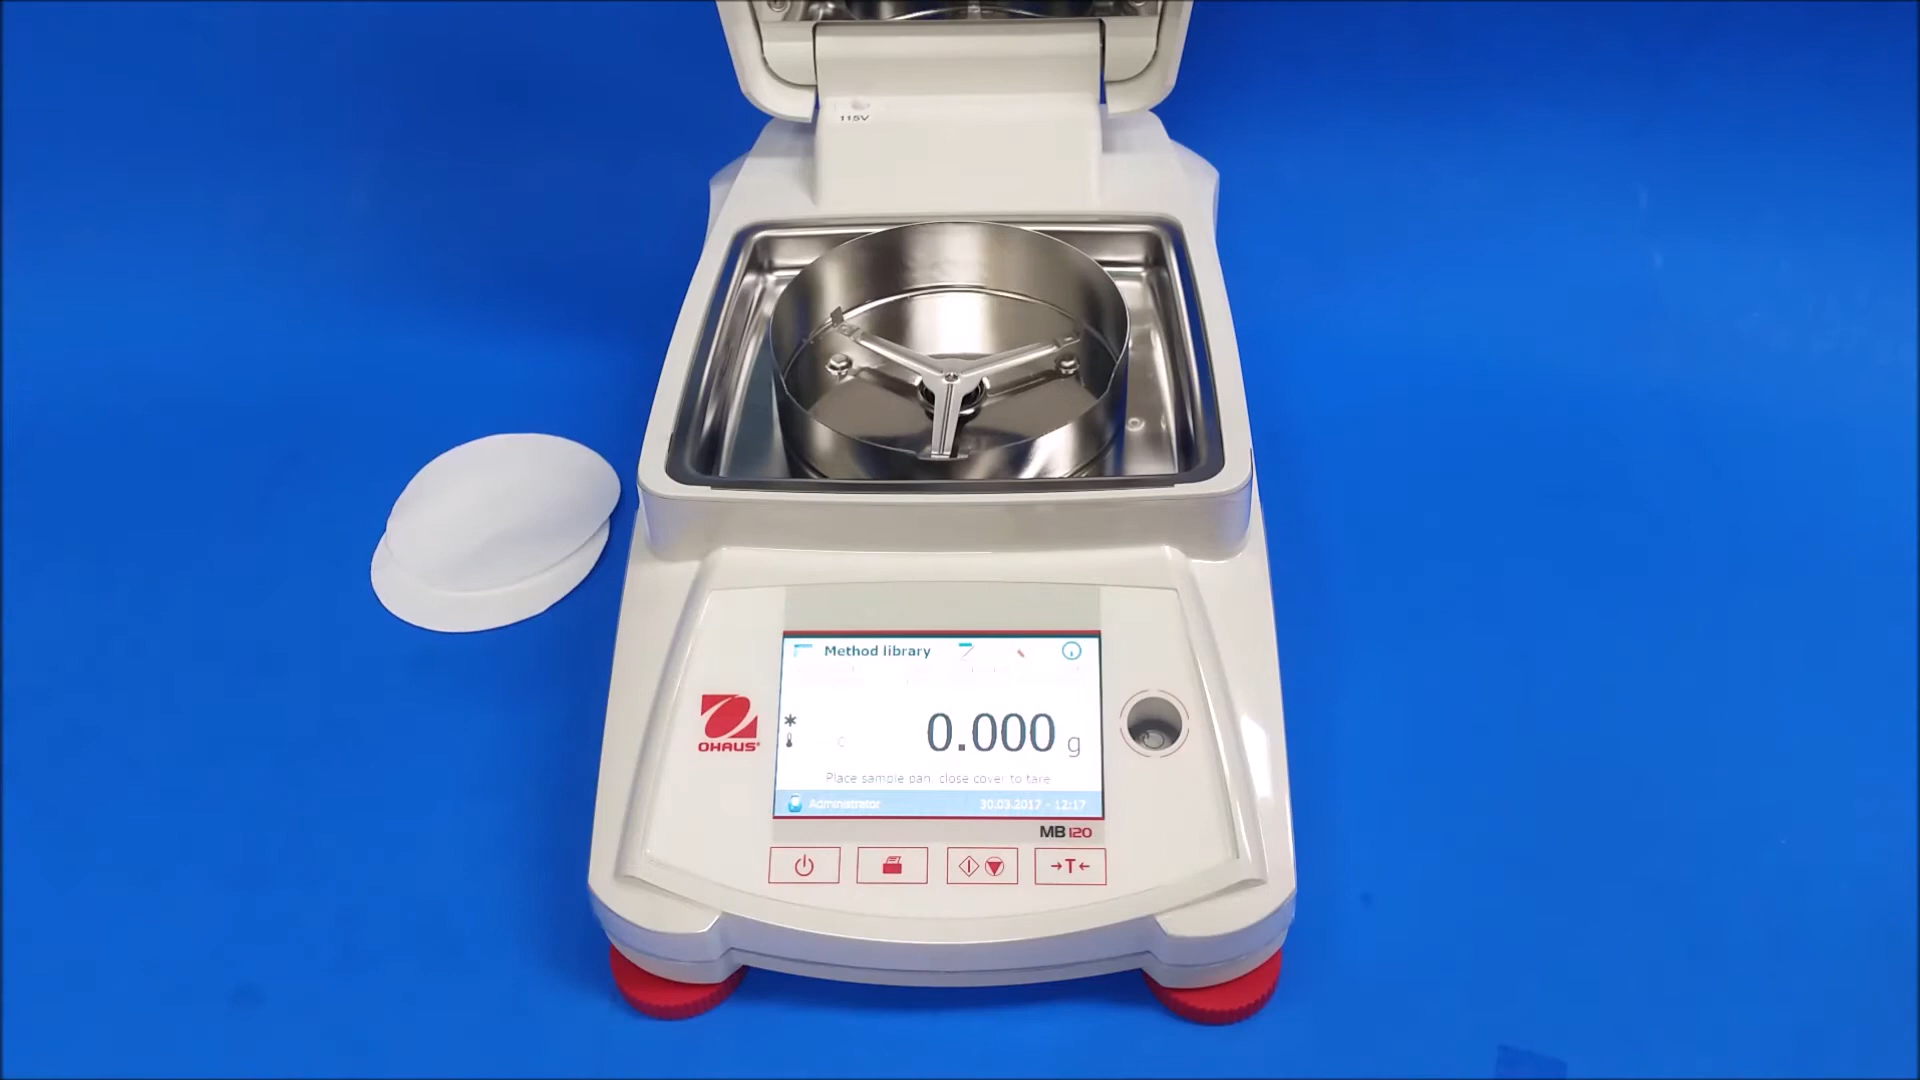 115V
Method library
0.000 g
Place sample pan, close cover to tare
Administrator 30.03.2017 - 12:17
OHAUS
MB120
→T←